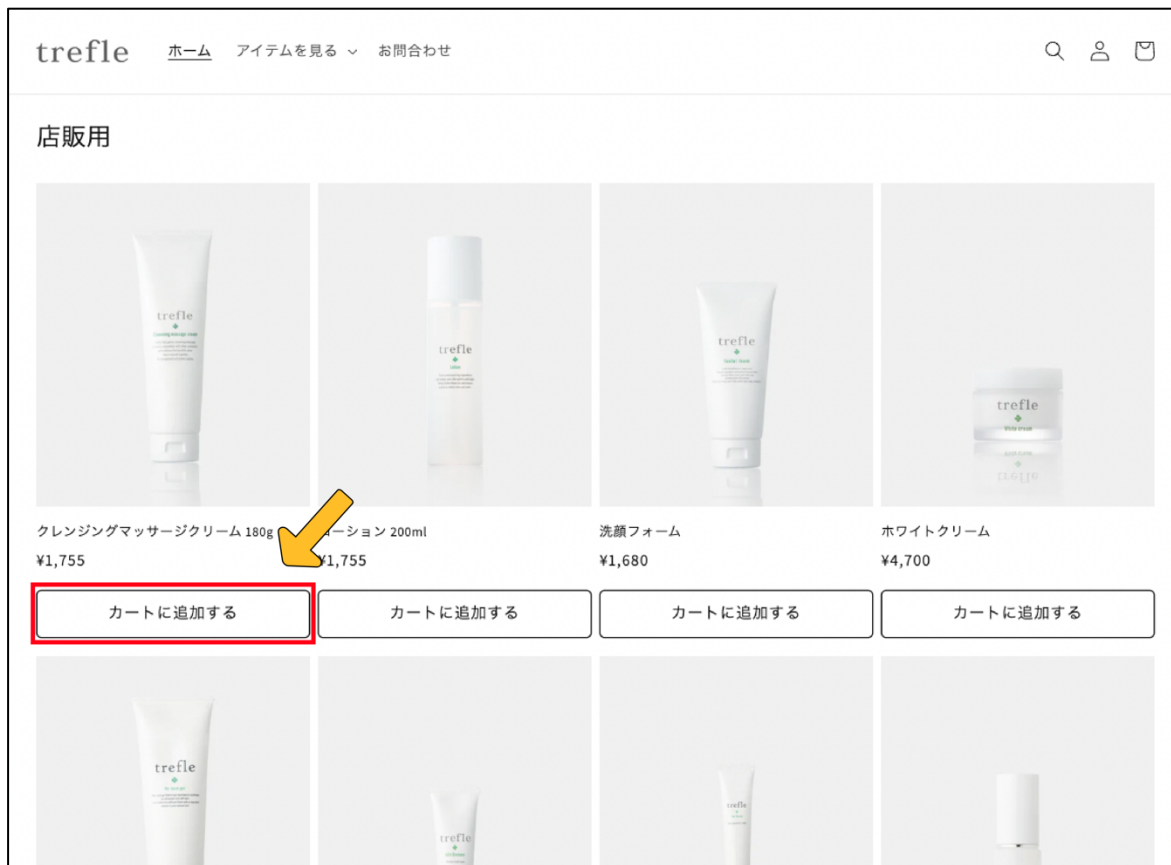 trefle
ホーム アイテムを見る お問合わせ
店販用
trefle
trefle
trefle
trefle
クレンジングマッサージクリーム 180g
ーション 200ml
洗顔フォーム
ホワイトクリーム
¥1,755
¥1,755
¥1,680
¥4,700
カートに追加する
カートに追加する
カートに追加する
カートに追加する
trefle
trefle
trefle